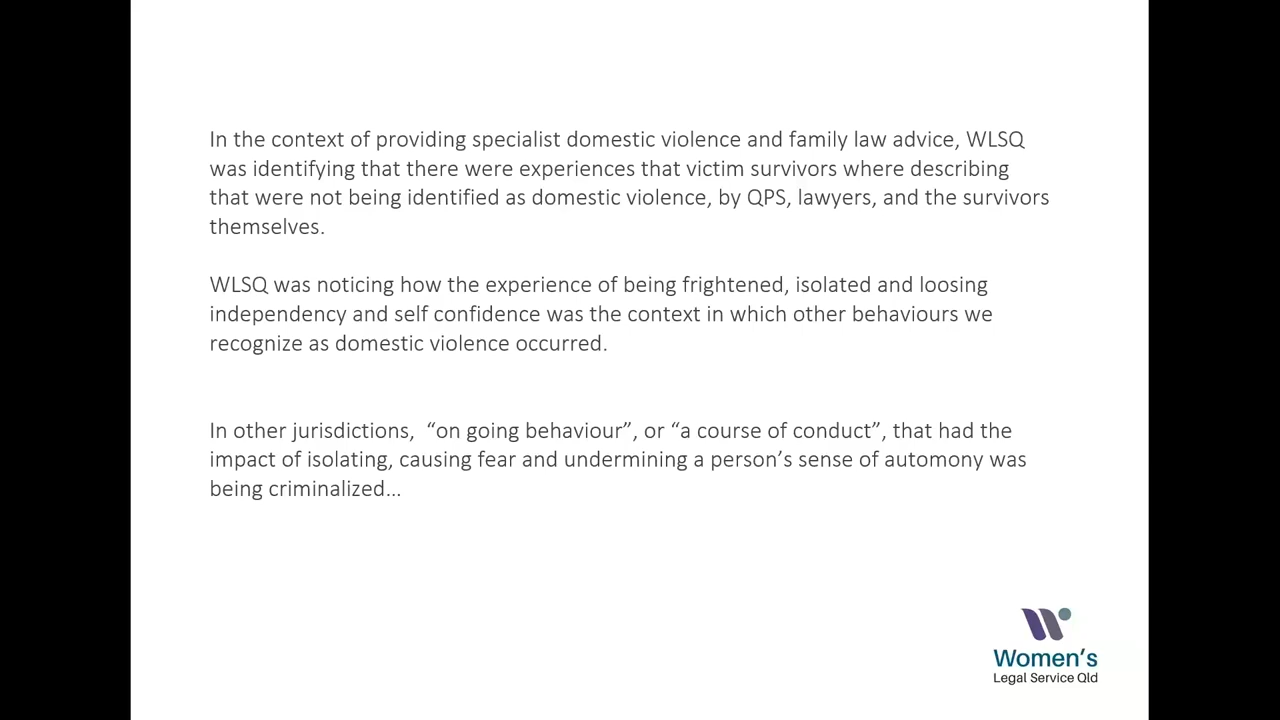 In the context of providing specialist domestic violence and family law advice, WLSQ
was identifying that there were experiences that victim survivors where describing
that were not being identified as domestic violence, by QPS, lawyers, and the survivors
themselves.
WLSQ was noticing how the experience of being frightened, isolated and loosing
independency and self confidence was the context in which other behaviours we
recognize as domestic violence occurred.
In other jurisdictions,  “on going behaviour”, or “a course of conduct”, that had the
impact of isolating, causing fear and undermining a person’s sense of automony was
being criminalized…
Women’s
Legal Service Qld